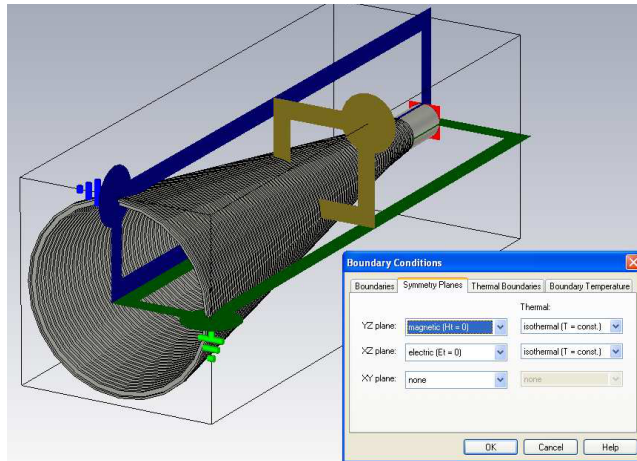 Boundary Conditions
Boundaries Symmetry Planes Thermal Boundaries Boundary Temperature
Thermal:
YZ plane: magnetic (Ht = 0) isothermal (T = const.)
XZ plane: electric (Et = 0) isothermal (T = const.)
XY plane: none none
OK Cancel Help